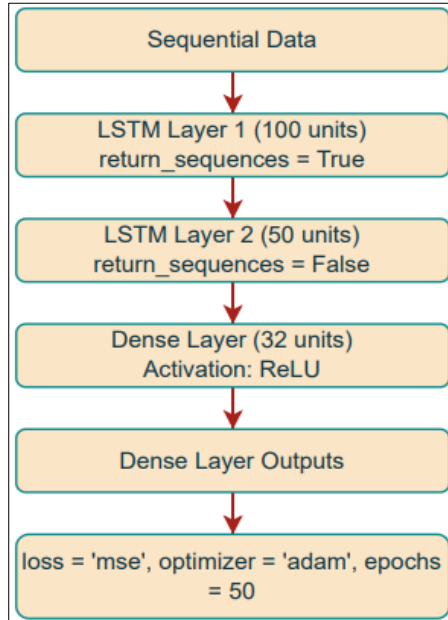 Sequential Data
LSTM Layer 1 (100 units)
return_sequences = True
LSTM Layer 2 (50 units)
return_sequences = False
Dense Layer (32 units)
Activation: ReLU
Dense Layer Outputs
loss = 'mse', optimizer = 'adam', epochs
= 50